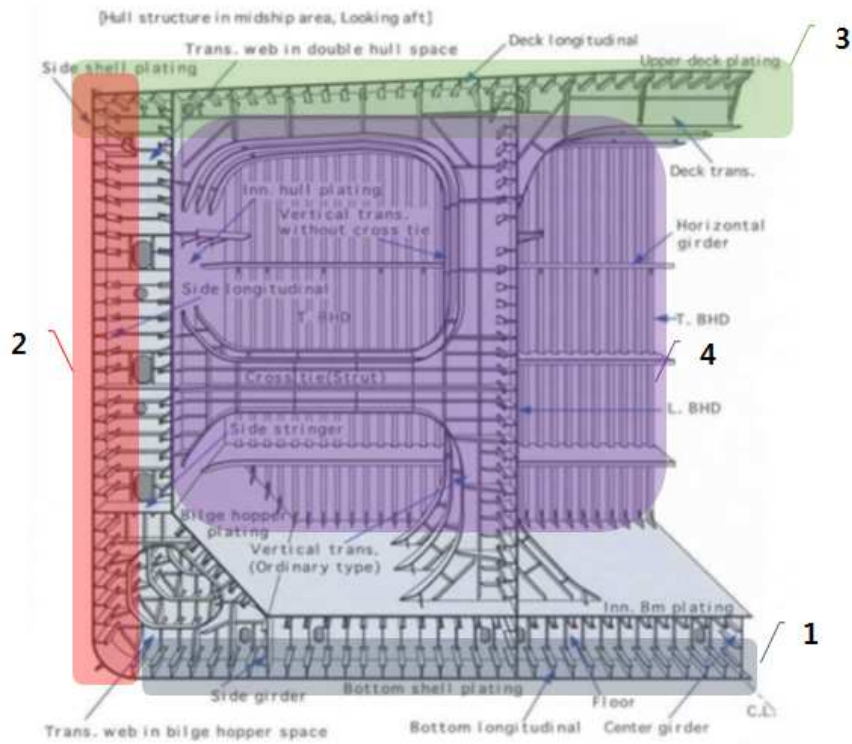 [Hull structure in midship area, Looking aft]
Trans. web in double hull space
Deck longitudinal
3
Side shell plating
Upper deck plating
Deck trans.
Inn. hull plating
Vertical trans.
without cross tie
Horizontal
girder
Side longitudinal
T. BHD
T. BHD
2
4
Cross tie(Strut)
L. BHD
Side stringer
Bilge hopper
plating
Vertical trans.
(Ordinary type)
Inn. Bm plating
1
Side girder
Bottom shell plating
Floor
C.L.
Trans. web in bilge hopper space
Bottom longitudinal
Center girder